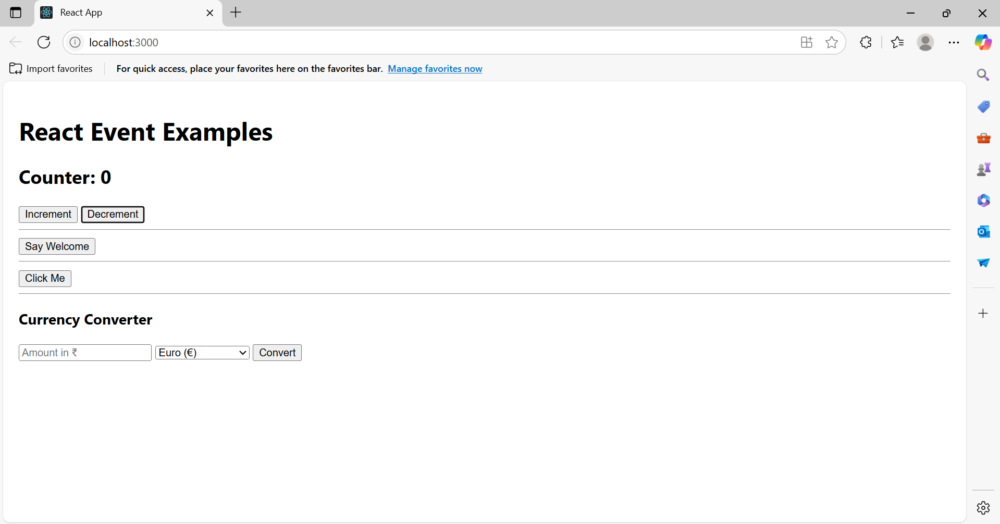 React App
localhost:3000
Import favorites For quick access, place your favorites here on the favorites bar. Manage favorites now
React Event Examples
Counter: 0
Increment Decrement
Say Welcome
Click Me
Currency Converter
Amount in ₹ Euro (€) Convert